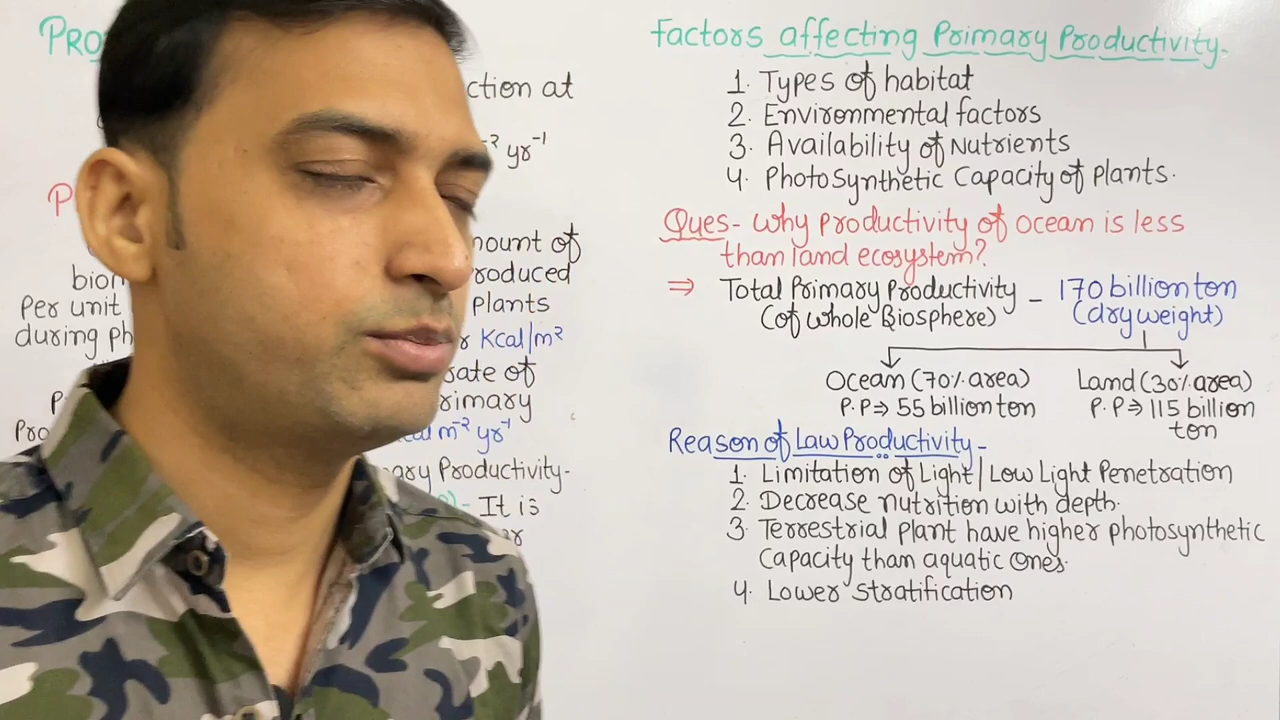 ction at
yr⁻¹
mount of
roduced
Per unit
Plants
during Ph
Kcal/m²
rate of
rimary
m⁻² yr⁻¹
ary Productivity-
It is
Factors affecting Primary Productivity-
1. Types of habitat
2. Environmental factors
3. Availability of Nutrients
4. Photosynthetic Capacity of Plants.
Ques- Why Productivity of Ocean is less
than land ecosystem?
⇒ Total Primary Productivity - 170 billion ton
(of whole Biosphere) (dry weight)
Ocean (70% area) Land (30% area)
P.P ⇒ 55 billion ton P.P ⇒ 115 billion
ton
Reason of Law Productivity-
1. Limitation of Light/Low Light Penetration
2. Decrease nutrition with depth.
3 Terrestrial Plant have higher photosynthetic
Capacity than aquatic Ones.
4. Lower Stratification